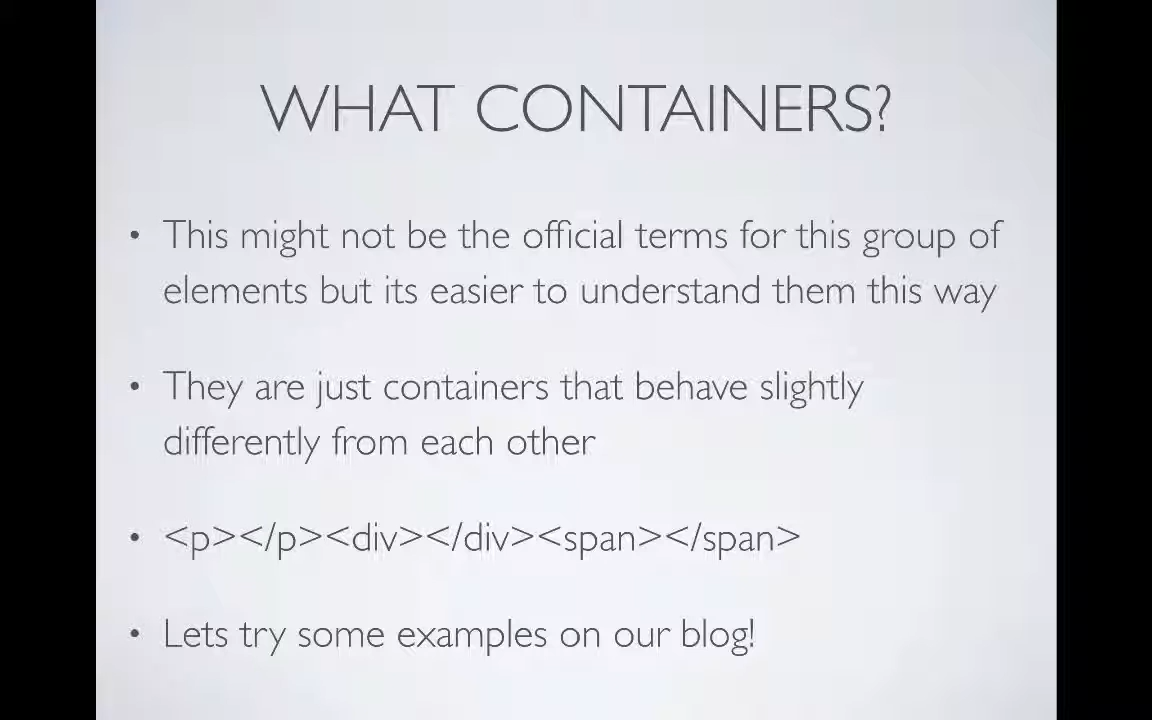 WHAT CONTAINERS?
• This might not be the official terms for this group of
elements but its easier to understand them this way
• They are just containers that behave slightly
differently from each other
• <p></p><div></div><span></span>
• Lets try some examples on our blog!